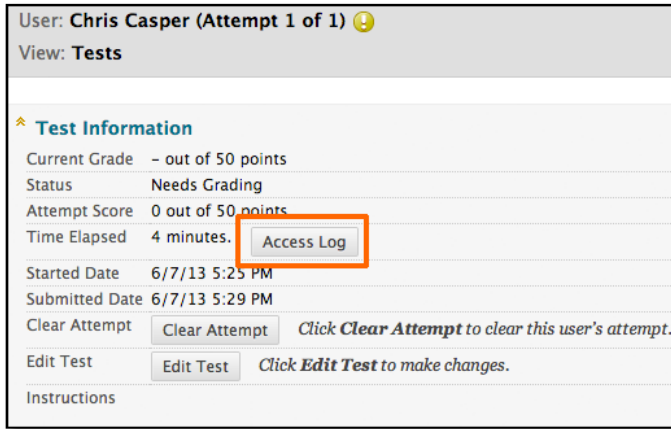 User: Chris Casper (Attempt 1 of 1)
View: Tests
Test Information
Current Grade – out of 50 points
Status Needs Grading
Attempt Score 0 out of 50 points
Time Elapsed 4 minutes. Access Log
Started Date 6/7/13 5:25 PM
Submitted Date 6/7/13 5:29 PM
Clear Attempt Clear Attempt Click Clear Attempt to clear this user's attempt.
Edit Test Edit Test Click Edit Test to make changes.
Instructions